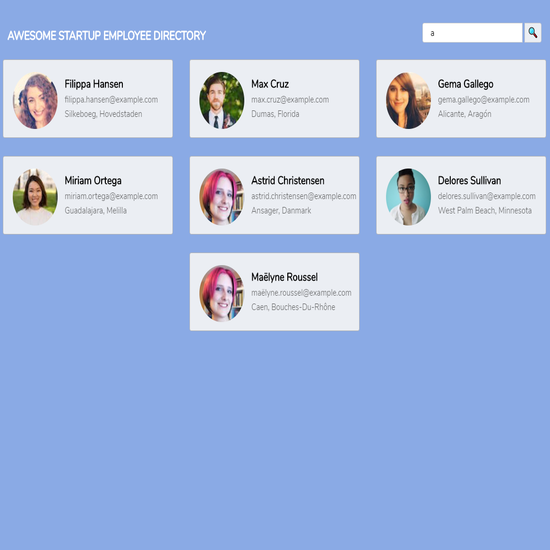 AWESOME STARTUP EMPLOYEE DIRECTORY
a
Filippa Hansen
filippa.hansen@example.com
Silkeboeg, Hovedstaden
Max Cruz
max.cruz@example.com
Dumas, Florida
Gema Gallego
gema.gallego@example.com
Alicante, Aragón
Miriam Ortega
miriam.ortega@example.com
Guadalajara, Melilla
Astrid Christensen
astrid.christensen@example.com
Ansager, Danmark
Delores Sullivan
delores.sullivan@example.com
West Palm Beach, Minnesota
Maëlyne Roussel
maëlyne.roussel@example.com
Caen, Bouches-Du-Rhône